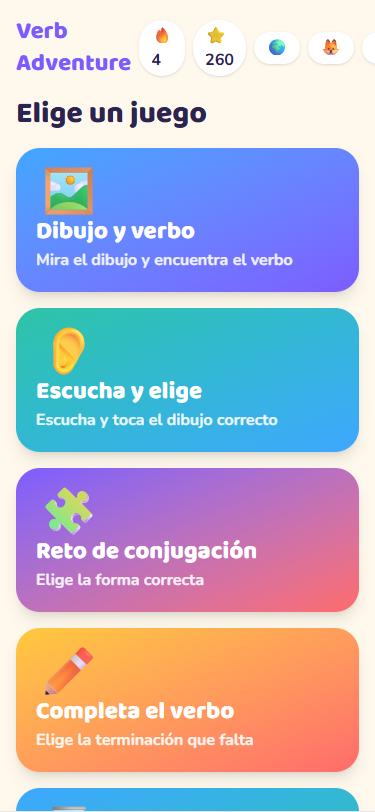 Verb
Adventure
4
260
Elige un juego
Dibujo y verbo
Mira el dibujo y encuentra el verbo
Escucha y elige
Escucha y toca el dibujo correcto
Reto de conjugación
Elige la forma correcta
Completa el verbo
Elige la terminación que falta